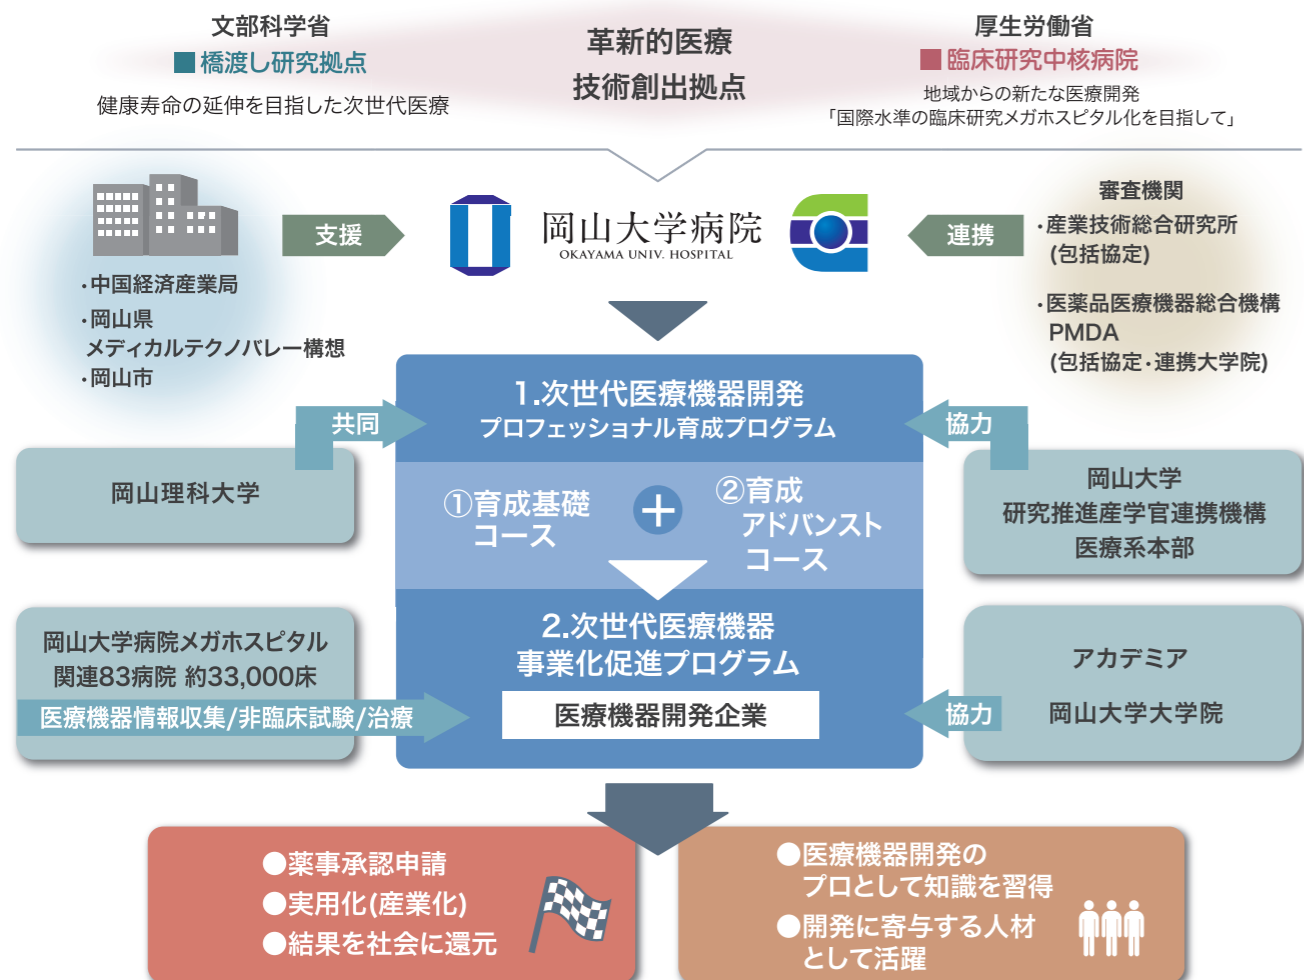 文部科学省
■橋渡し研究拠点
健康寿命の延伸を目指した次世代医療
革新的医療
技術創出拠点
厚生労働省
■臨床研究中核病院
地域からの新たな医療開発
「国際水準の臨床研究メガホスピタル化を目指して」
・中国経済産業局
・岡山県
メディカルテクノバレー構想
・岡山市
支援
岡山大学病院
OKAYAMA UNIV. HOSPITAL
連携
審査機関
・産業技術総合研究所
(包括協定)
・医薬品医療機器総合機構
PMDA
(包括協定・連携大学院)
共同
岡山理科大学
1.次世代医療機器開発
プロフェッショナル育成プログラム
①育成基礎
コース
+
②育成
アドバンスト
コース
協力
岡山大学
研究推進産学官連携機構
医療系本部
岡山大学病院メガホスピタル
関連83病院 約33,000床
医療機器情報収集/非臨床試験/治療
2.次世代医療機器
事業化促進プログラム
医療機器開発企業
協力
アカデミア
岡山大学大学院
●薬事承認申請
●実用化(産業化)
●結果を社会に還元
●医療機器開発の
プロとして知識を習得
●開発に寄与する人材
として活躍